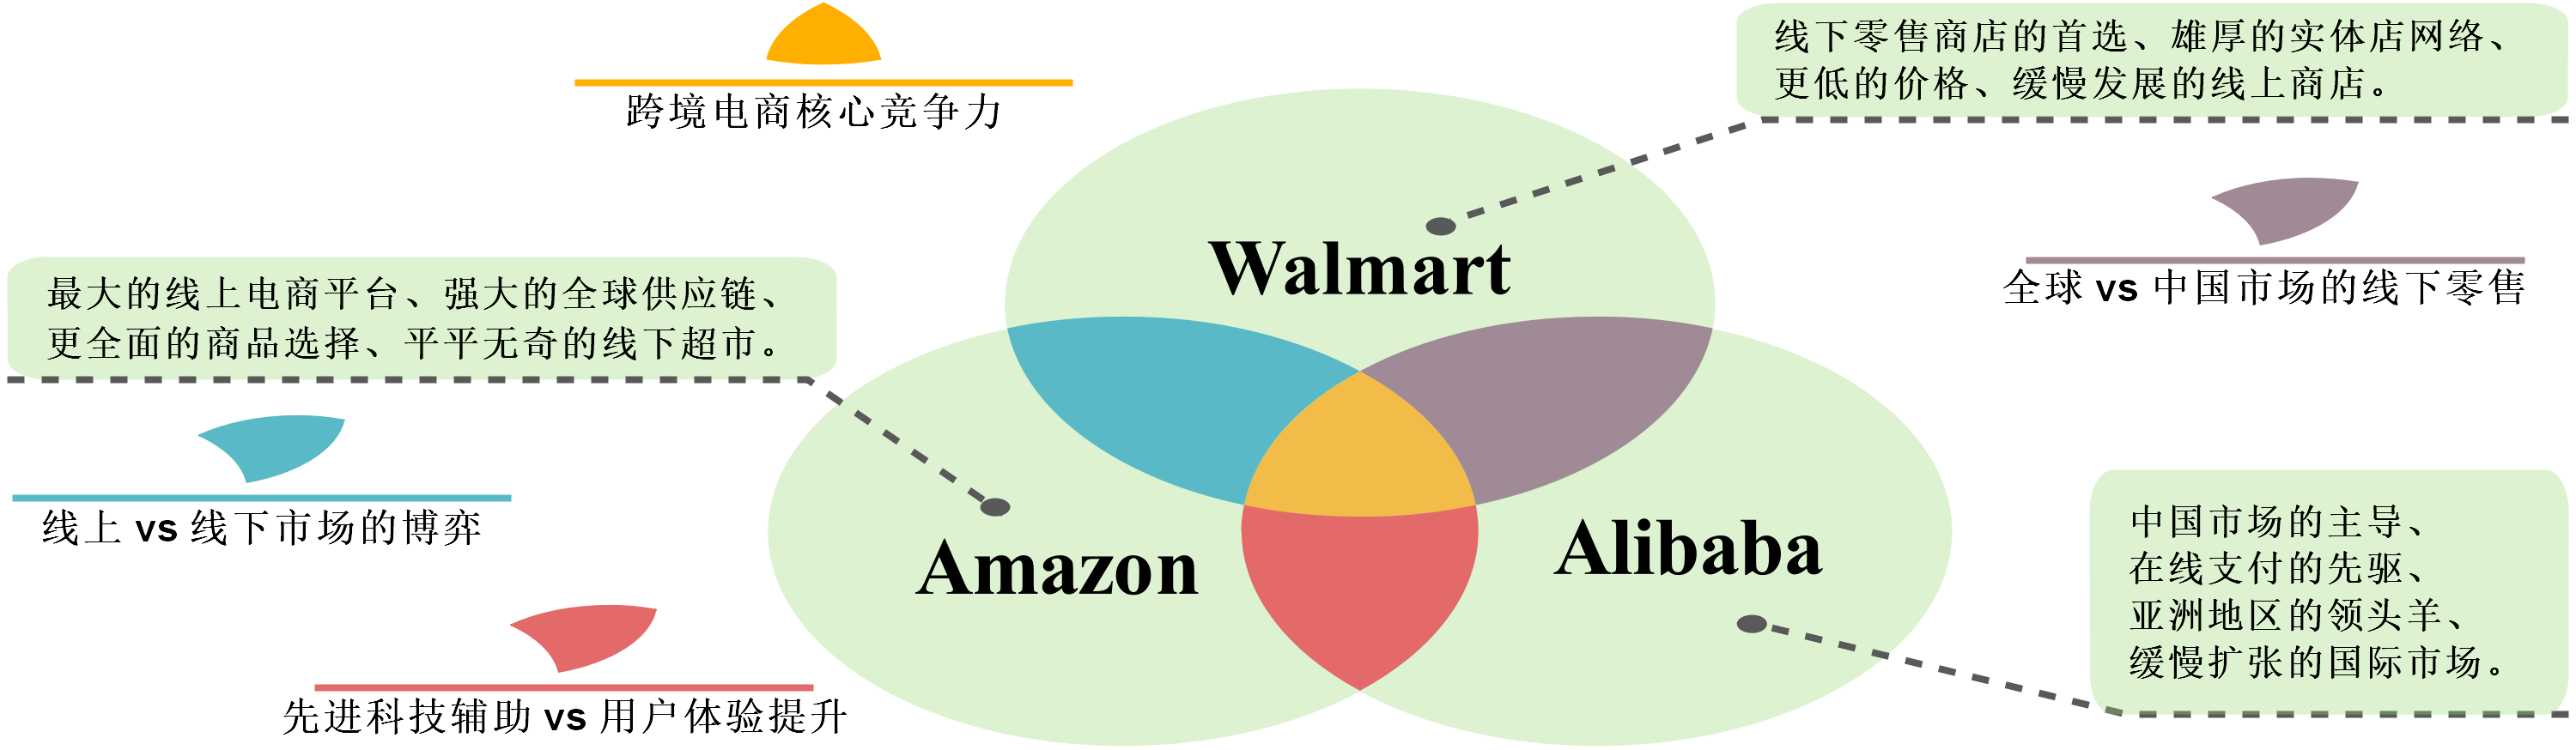 跨境电商核心竞争力
线下零售商店的首选、雄厚的实体店网络、
更低的价格、缓慢发展的线上商店。
Walmart
全球 vs 中国市场的线下零售
最大的线上电商平台、强大的全球供应链、
更全面的商品选择、平平无奇的线下超市。
线上 vs 线下市场的博弈
Amazon
Alibaba
中国市场的主导、
在线支付的先驱、
亚洲地区的领头羊、
缓慢扩张的国际市场。
先进科技辅助 vs 用户体验提升